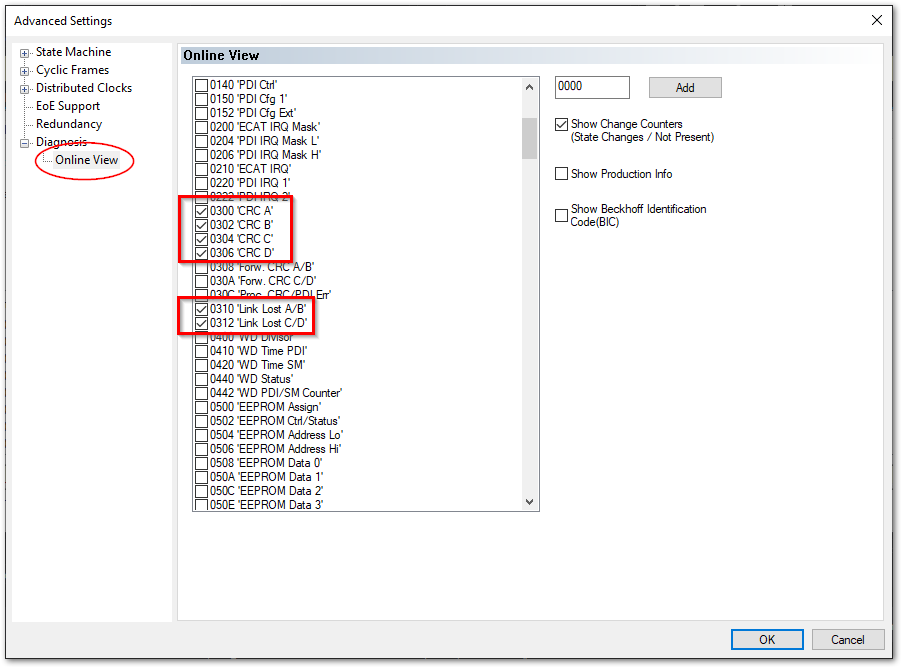 Advanced Settings
State Machine
Cyclic Frames
Distributed Clocks
EoE Support
Redundancy
Diagnosis
Online View
Online View
0140 'PDI Ctrl'
0150 'PDI Cfg 1'
0152 'PDI Cfg Ext'
0200 'ECAT IRQ Mask'
0204 'PDI IRQ Mask L'
0206 'PDI IRQ Mask H'
0210 'ECAT IRQ'
0220 'PDI IRQ 1'
0222 'PDI IRQ 2'
0300 'CRC A'
0302 'CRC B'
0304 'CRC C'
0306 'CRC D'
0308 'Forw. CRC A/B'
030A 'Forw. CRC C/D'
030C 'Proc. CRC/PDI Err'
0310 'Link Lost A/B'
0312 'Link Lost C/D'
0400 'WD Divisor'
0410 'WD Time PDI'
0420 'WD Time SM'
0440 'WD Status'
0442 'WD PDI/SM Counter'
0500 'EEPROM Assign'
0502 'EEPROM Ctrl/Status'
0504 'EEPROM Address Lo'
0506 'EEPROM Address Hi'
0508 'EEPROM Data 0'
050A 'EEPROM Data 1'
050C 'EEPROM Data 2'
050E 'EEPROM Data 3'
0000
Add
Show Change Counters
(State Changes / Not Present)
Show Production Info
Show Beckhoff Identification
Code(BIC)
OK
Cancel